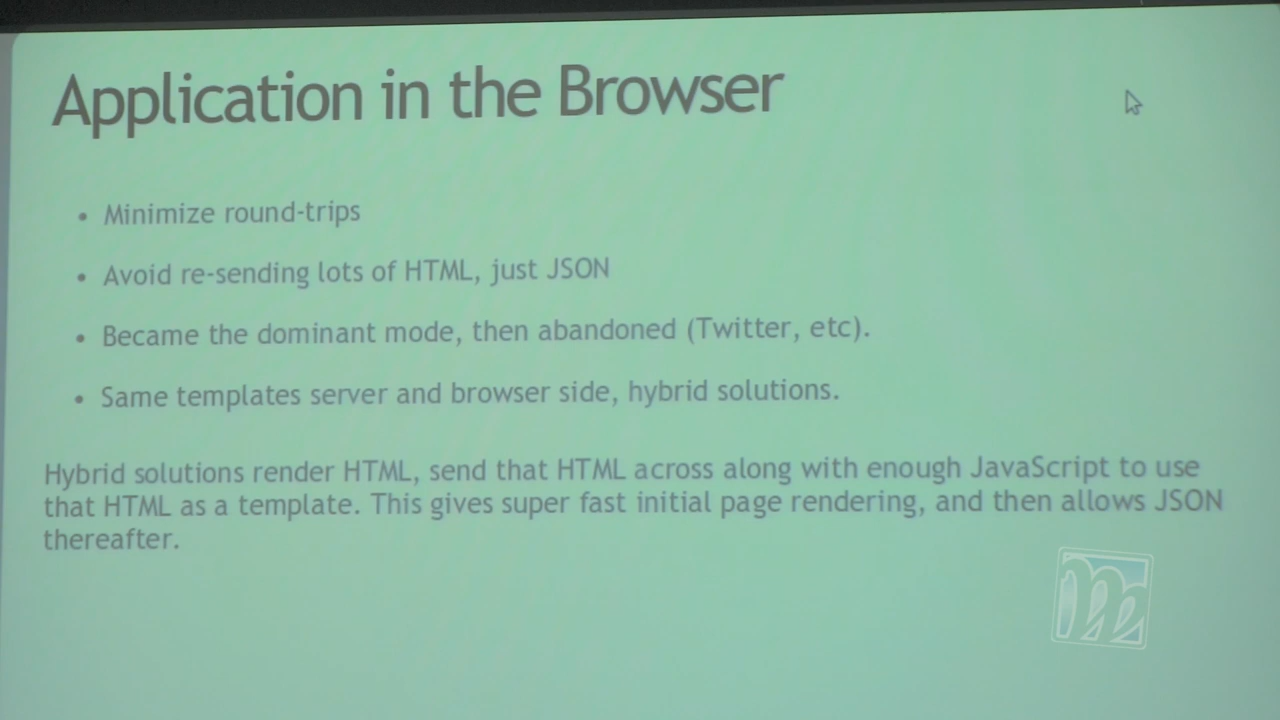 Application in the Browser
• Minimize round-trips
• Avoid re-sending lots of HTML, just JSON
• Became the dominant mode, then abandoned (Twitter, etc).
• Same templates server and browser side, hybrid solutions.
Hybrid solutions render HTML, send that HTML across along with enough JavaScript to use
that HTML as a template. This gives super fast initial page rendering, and then allows JSON
thereafter.